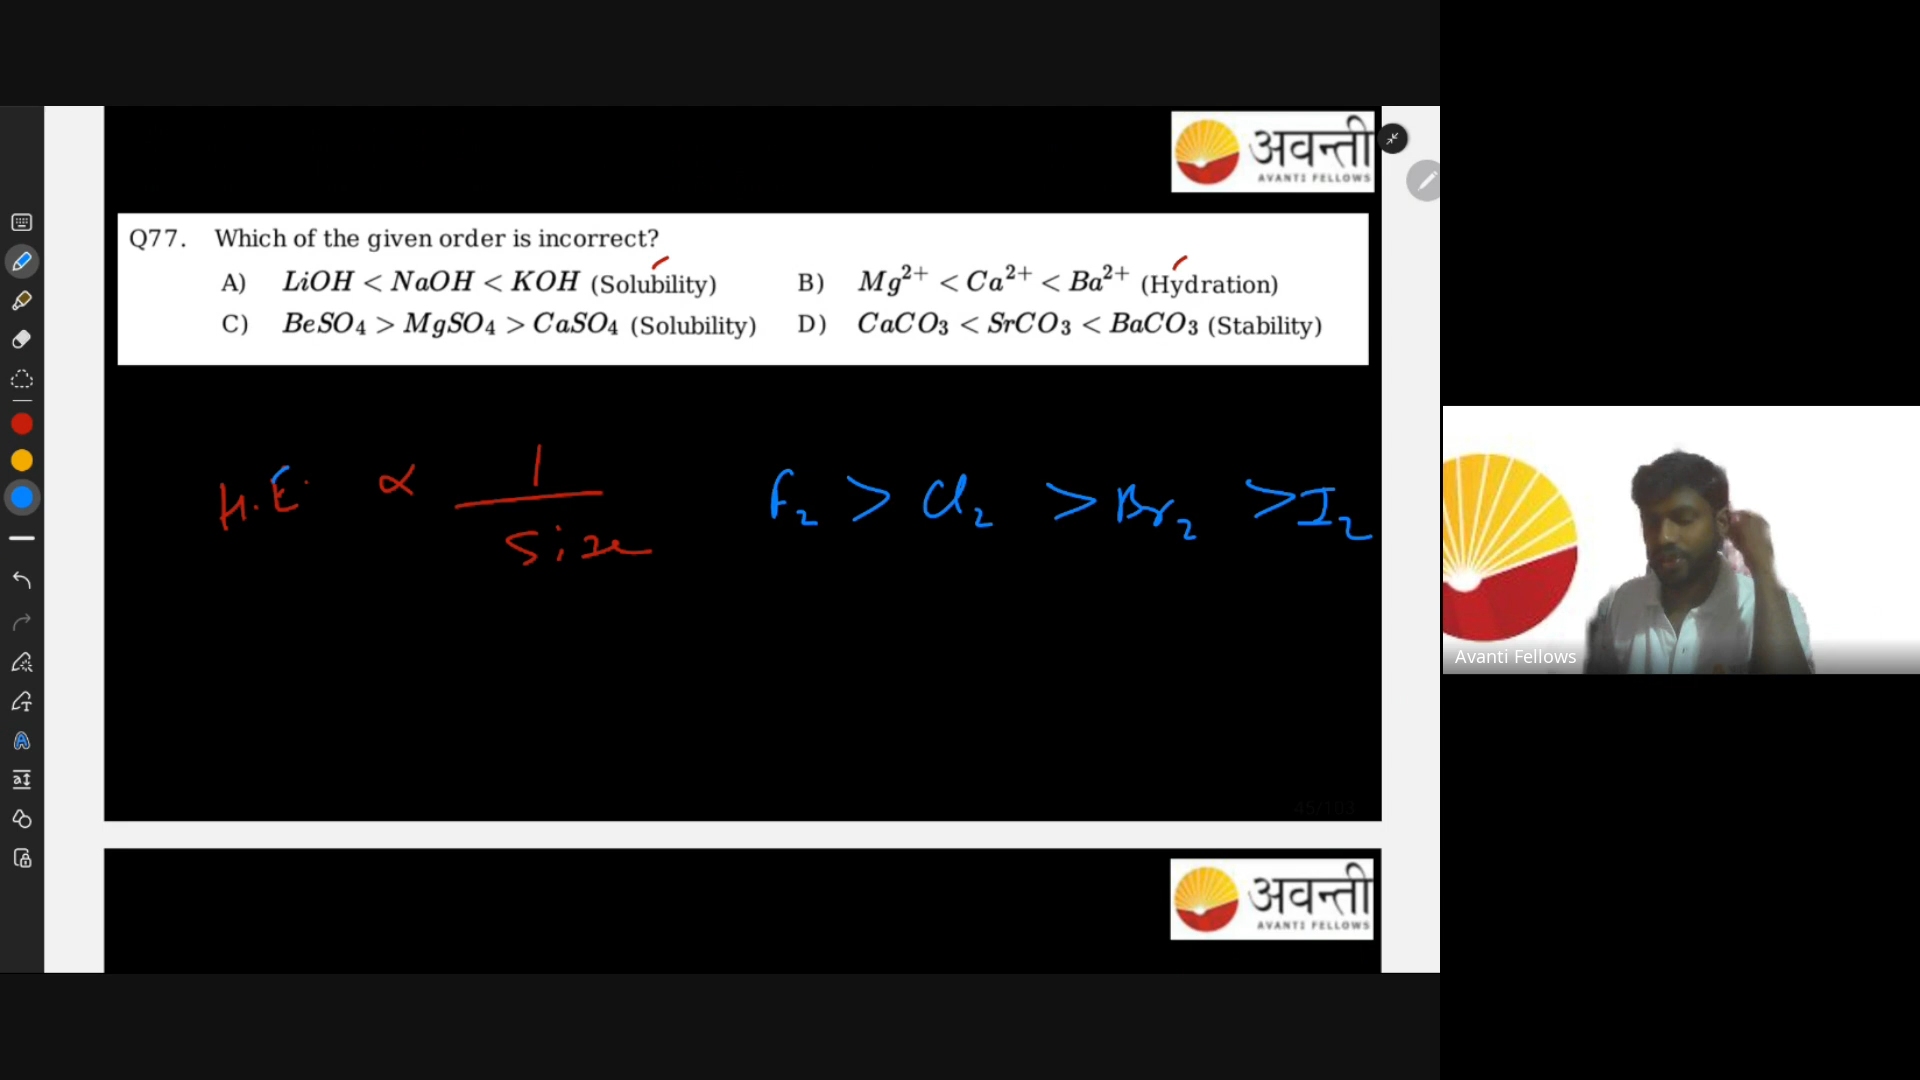 अवन्ती
AVANTI FELLOWS
Q77. Which of the given order is incorrect?
A) LiOH < NaOH < KOH (Solubility) B) Mg²⁺ < Ca²⁺ < Ba²⁺ (Hydration)
C) BeSO₄ > MgSO₄ > CaSO₄ (Solubility) D) CaCO₃ < SrCO₃ < BaCO₃ (Stability)
H.E. ∝ 1/Size F₂ > Cl₂ > Br₂ > I₂
Avanti Fellows
45/103
अवन्ती
AVANTI FELLOWS